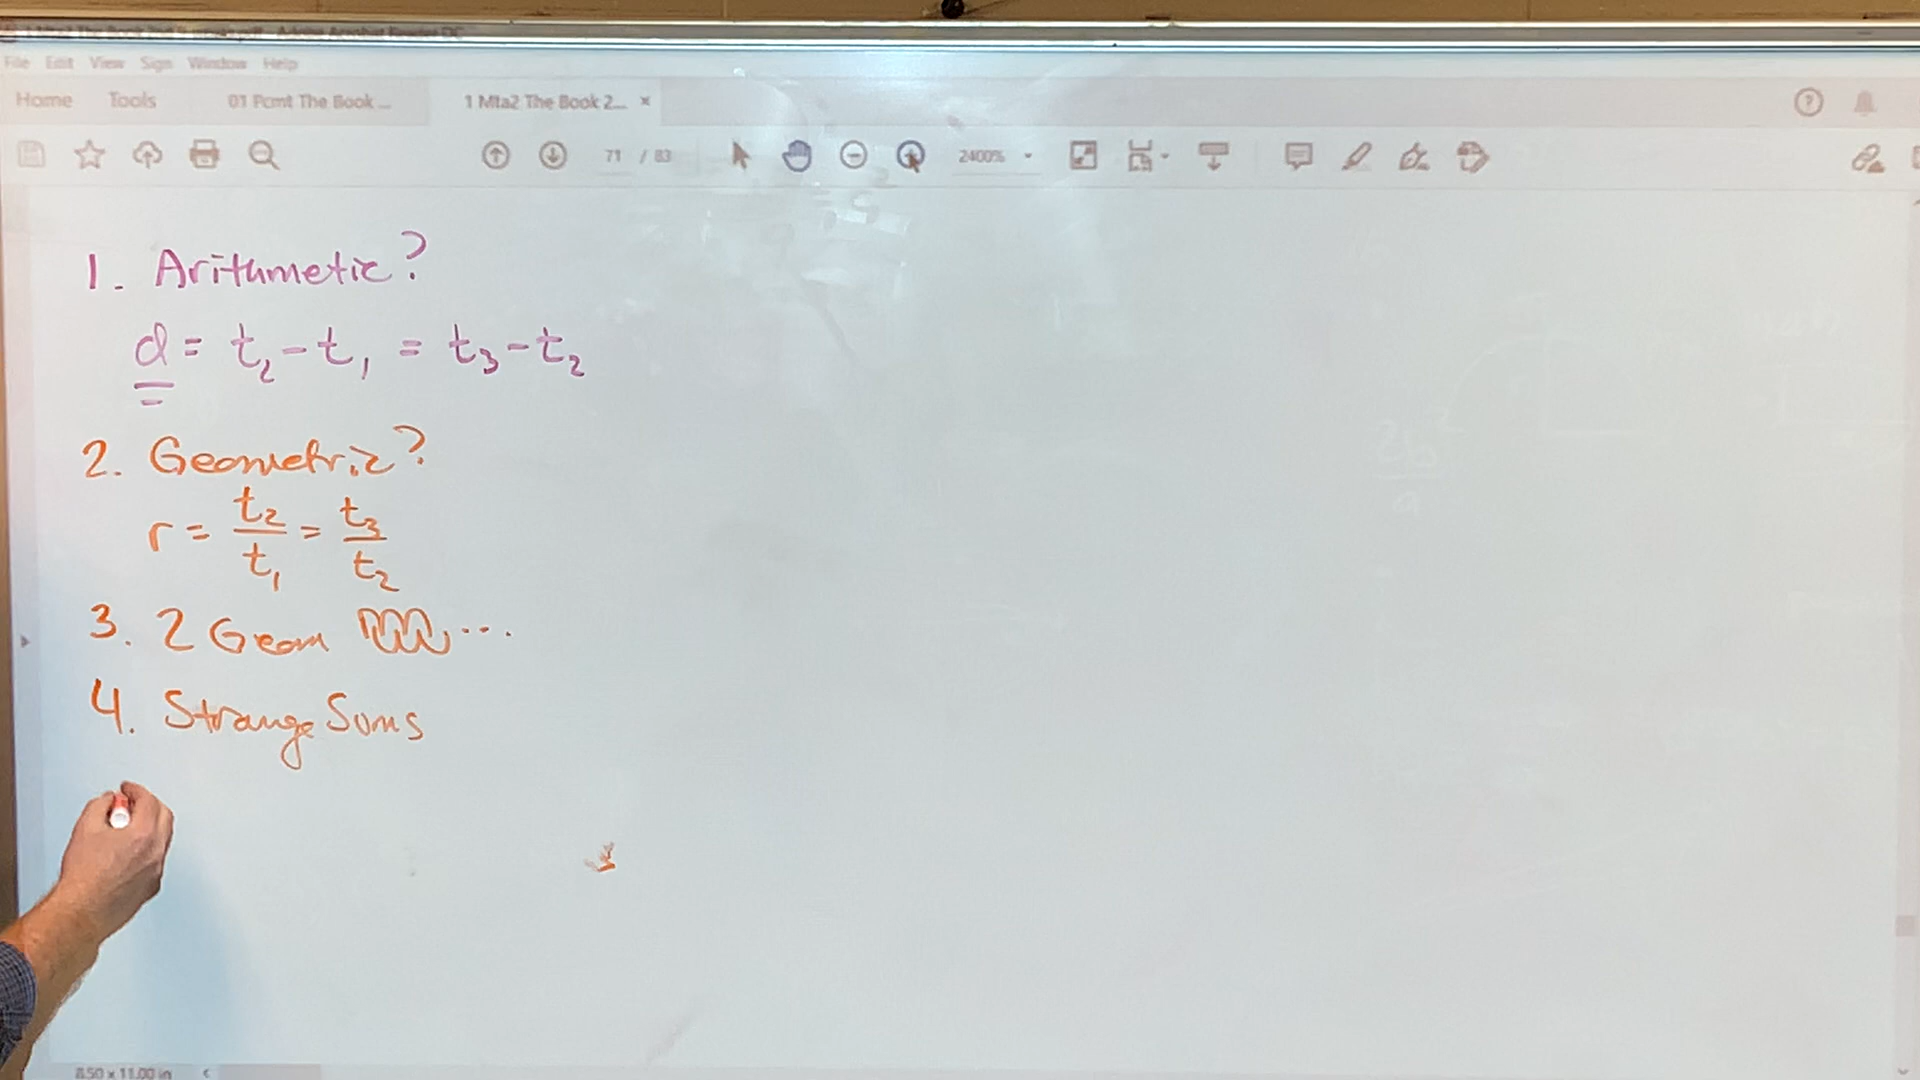 File Edit View Sign Window Help
Home Tools 01 Pcmt The Book ... 1 Mta2 The Book 2... ×
71 / 83 2400%
1. Arithmetic?
d = t₂ - t₁ = t₃ - t₂
2. Geometric?
r = t₂/t₁ = t₃/t₂
3. 2 Geom ...
4. Strange Sums
8.50 x 11.00 in